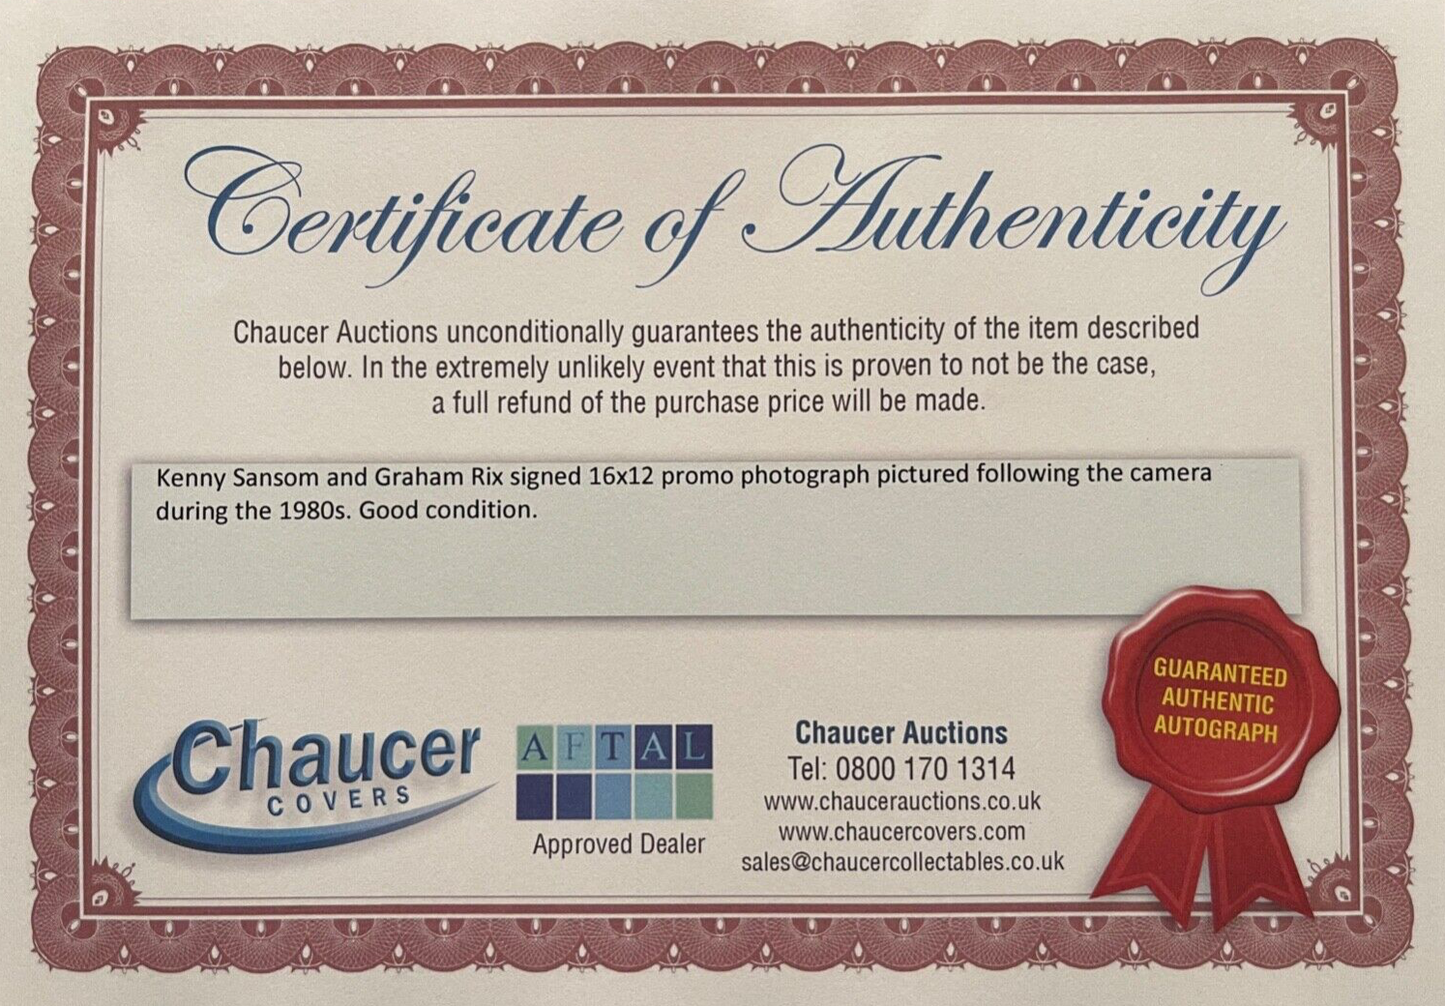 Certificate of Authenticity
Chaucer Auctions unconditionally guarantees the authenticity of the item described
below. In the extremely unlikely event that this is proven to not be the case,
a full refund of the purchase price will be made.
Kenny Sansom and Graham Rix signed 16x12 promo photograph pictured following the camera
during the 1980s. Good condition.
Chaucer
COVERS
AFTAL
Approved Dealer
Chaucer Auctions
Tel: 0800 170 1314
www.chaucerauctions.co.uk
www.chaucercovers.com
sales@chaucercollectables.co.uk
GUARANTEED
AUTHENTIC
AUTOGRAPH